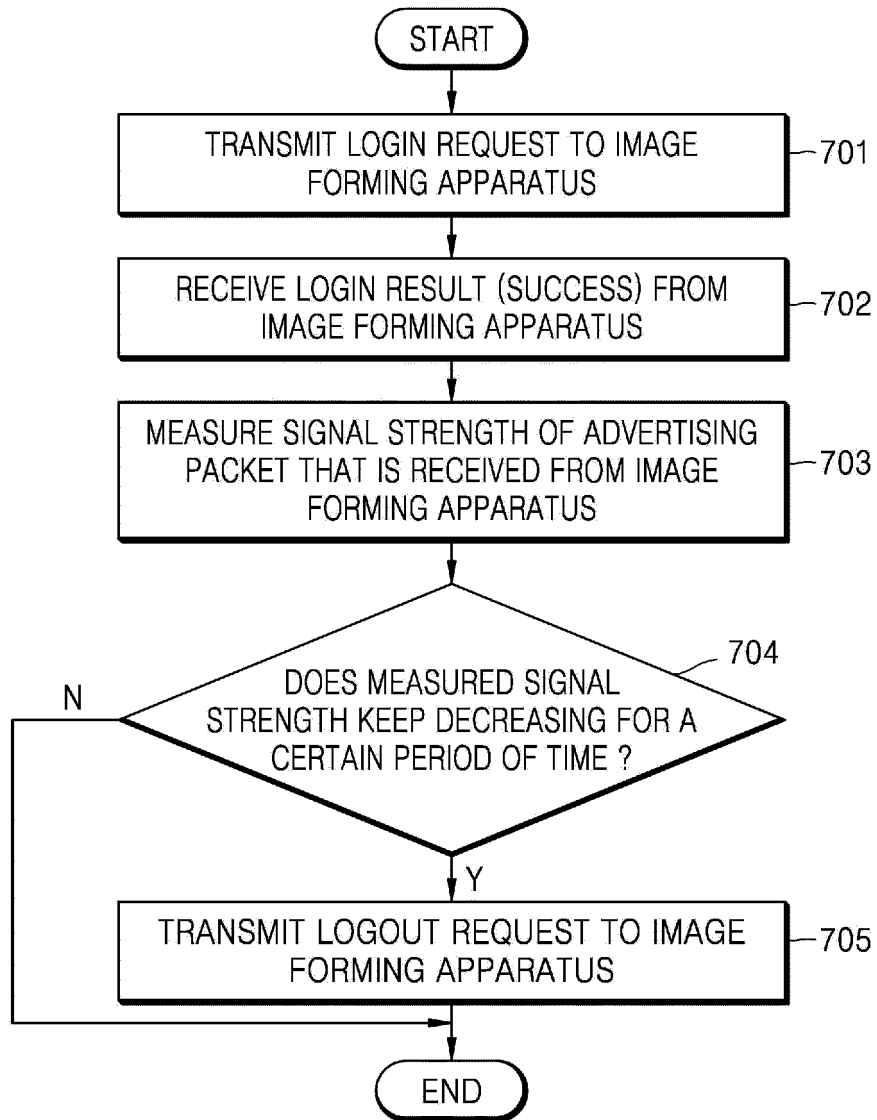 START
TRANSMIT LOGIN REQUEST TO IMAGE
FORMING APPARATUS
701
RECEIVE LOGIN RESULT (SUCCESS) FROM
IMAGE FORMING APPARATUS
702
MEASURE SIGNAL STRENGTH OF ADVERTISING
PACKET THAT IS RECEIVED FROM IMAGE
FORMING APPARATUS
703
704
DOES MEASURED SIGNAL
STRENGTH KEEP DECREASING FOR A
CERTAIN PERIOD OF TIME ?
N
Y
TRANSMIT LOGOUT REQUEST TO IMAGE
FORMING APPARATUS
705
END